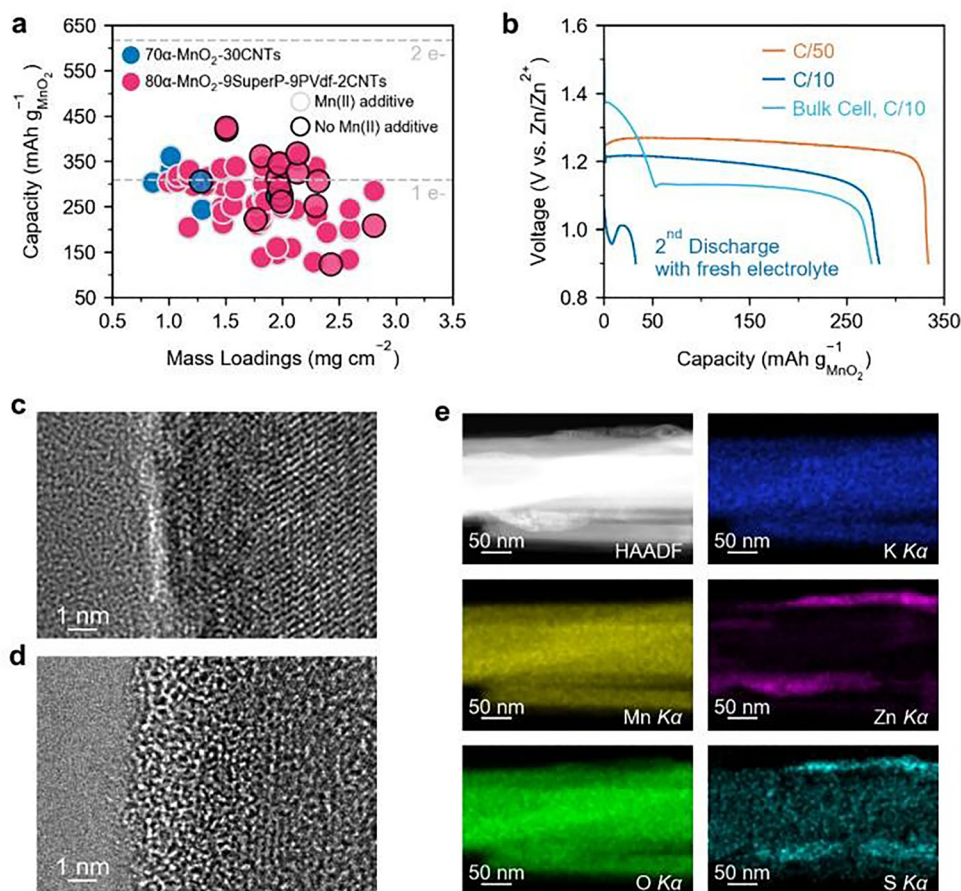 a
650
550
450
350
250
150
50
Capacity (mAh g⁻¹MnO₂)
70α-MnO₂-30CNTs
80α-MnO₂-9SuperP-9PVdf-2CNTs
Mn(II) additive
No Mn(II) additive
2 e-
1 e-
0.5 1.0 1.5 2.0 2.5 3.0 3.5
Mass Loadings (mg cm⁻²)
b
1.6
1.4
1.2
1.0
0.8
Voltage (V vs. Zn/Zn²⁺)
C/50
C/10
Bulk Cell, C/10
2nd Discharge
with fresh electrolyte
0 50 150 250 350
Capacity (mAh g⁻¹MnO₂)
c
1 nm
d
1 nm
e
50 nm HAADF
50 nm K Kα
50 nm Mn Kα
50 nm Zn Kα
50 nm O Kα
50 nm S Kα